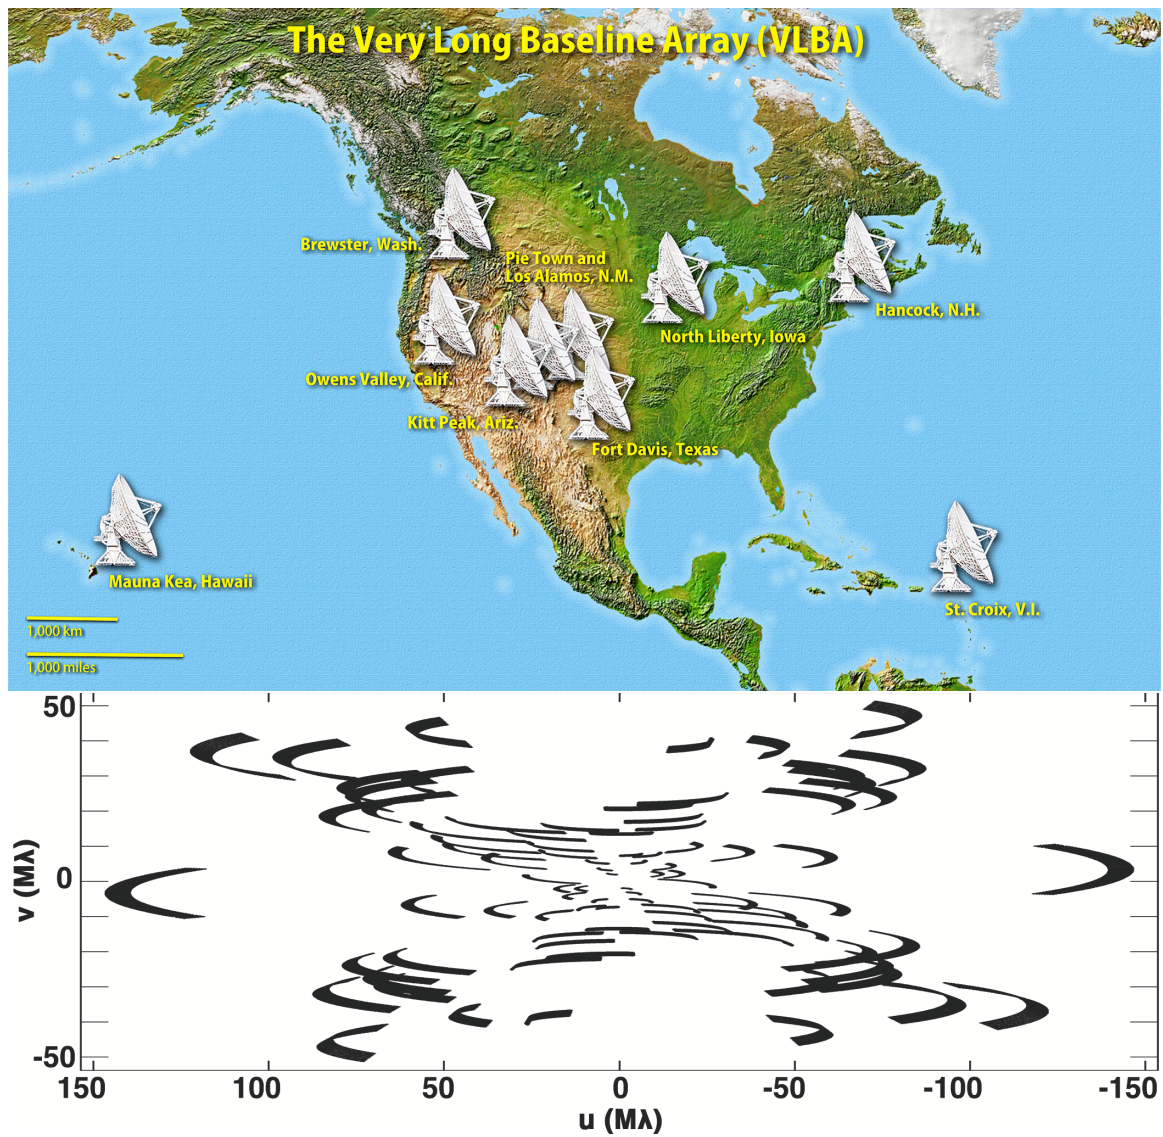 The Very Long Baseline Array (VLBA)
Brewster, Wash.
Pie Town and
Los Alamos, N.M.
Hancock, N.H.
North Liberty, Iowa
Owens Valley, Calif.
Kitt Peak, Ariz.
Fort Davis, Texas
Mauna Kea, Hawaii
St. Croix, V.I.
1,000 km
1,000 miles
50
0
-50
v (Mλ)
150 100 50 0 -50 -100 -150
u (Mλ)